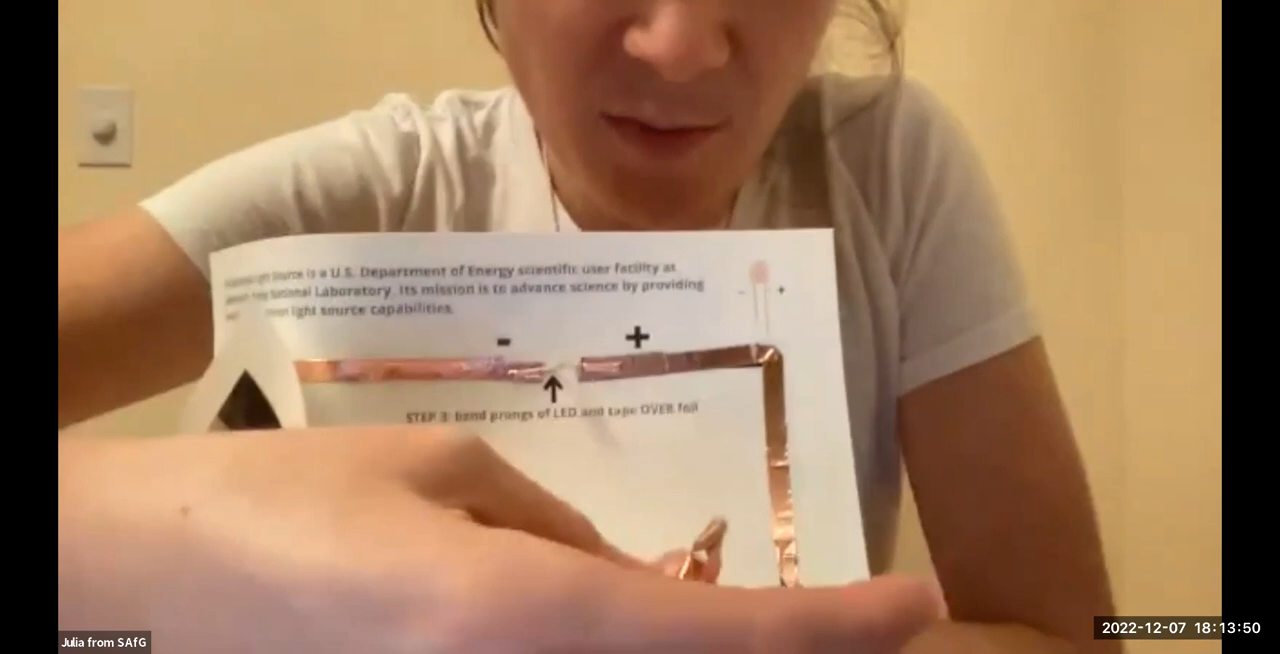 Source is a U.S. Department of Energy scientific user facility at
National Laboratory. Its mission is to advance science by providing
light source capabilities.
- +
- +
STEP 3: bend prongs of LED and tape OVER foil
Julia from SAfG
2022-12-07 18:13:50